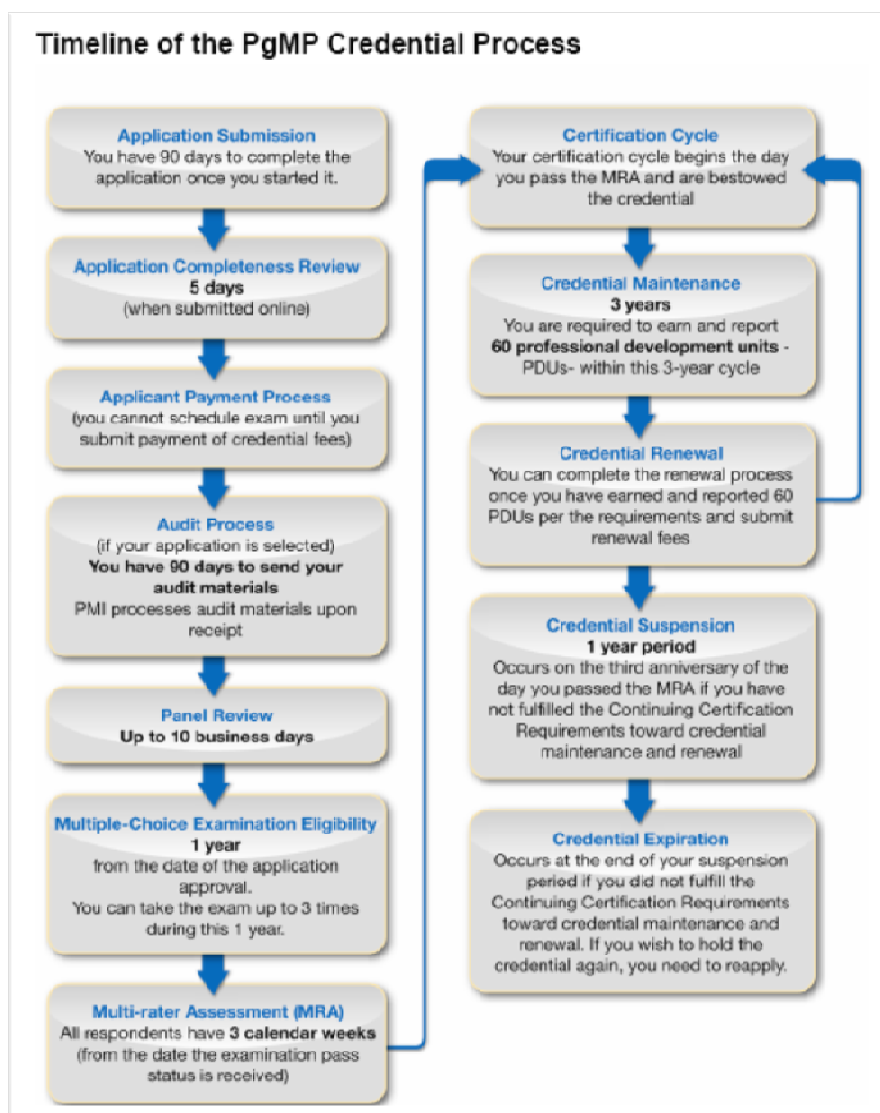 Timeline of the PgMP Credential Process
Application Submission
You have 90 days to complete the
application once you started it.
Application Completeness Review
5 days
(when submitted online)
Applicant Payment Process
(you cannot schedule exam until you
submit payment of credential fees)
Audit Process
(if your application is selected)
You have 90 days to send your
audit materials
PMI processes audit materials upon
receipt
Panel Review
Up to 10 business days
Multiple-Choice Examination Eligibility
1 year
from the date of the application
approval.
You can take the exam up to 3 times
during this 1 year.
Multi-rater Assessment (MRA)
All respondents have 3 calendar weeks
(from the date the examination pass
status is received)
Certification Cycle
Your certification cycle begins the day
you pass the MRA and are bestowed
the credential
Credential Maintenance
3 years
You are required to earn and report
60 professional development units -
PDUs- within this 3-year cycle
Credential Renewal
You can complete the renewal process
once you have earned and reported 60
PDUs per the requirements and submit
renewal fees
Credential Suspension
1 year period
Occurs on the third anniversary of the
day you passed the MRA if you have
not fulfilled the Continuing Certification
Requirements toward credential
maintenance and renewal
Credential Expiration
Occurs at the end of your suspension
period if you did not fulfill the
Continuing Certification Requirements
toward credential maintenance and
renewal. If you wish to hold the
credential again, you need to reapply.